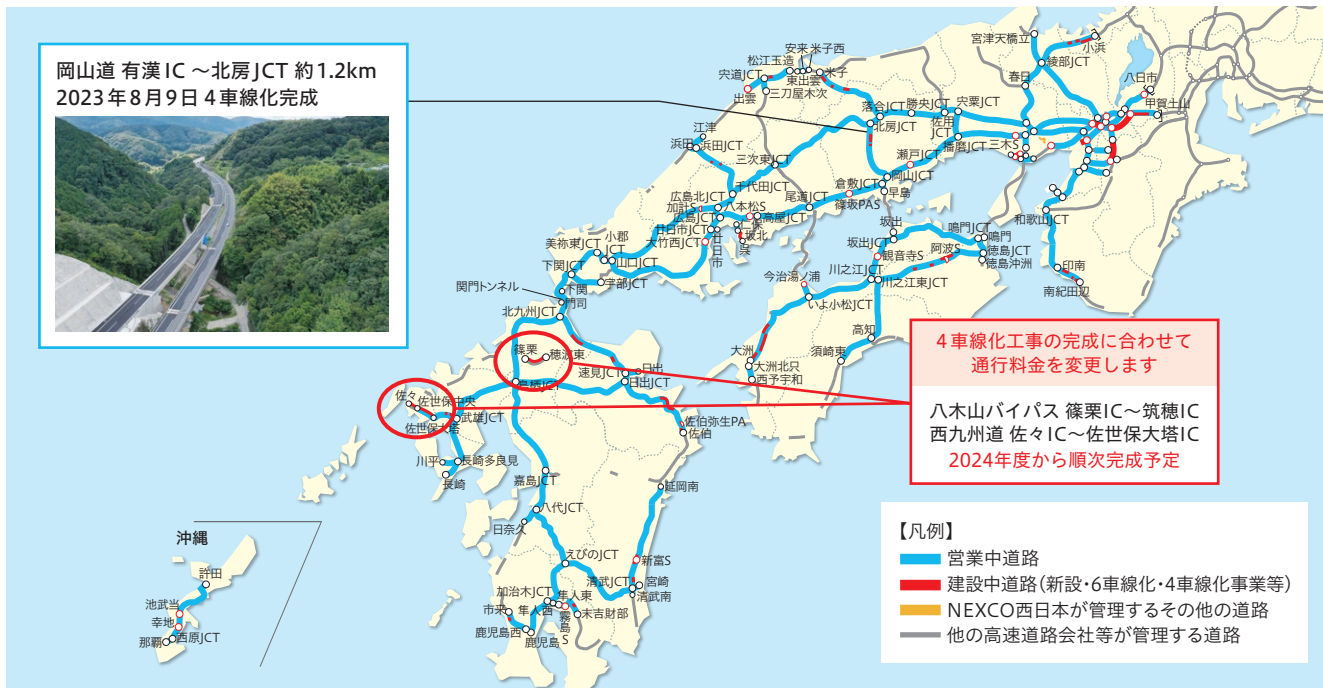 岡山道 有漢IC ～北房JCT 約1.2km
2023年8月9日 4車線化完成
宮津天橋立
小浜
綾部JCT
春日
八日市
甲賀土山
安来
米子西
松江玉造
宍道JCT
東出雲
米子
出雲
三刀屋木次
落合JCT
勝央JCT
宍粟JCT
佐用
JCT
北房JCT
播磨JCT
三木S
江津
浜田
浜田JCT
三次東JCT
瀬戸JCT
岡山JCT
倉敷JCT
早島
篠坂PAS
尾道JCT
千代田JCT
広島北JCT
加計S
八本松S
広島JCT
高屋JCT
仁保
廿日市JCT
坂北
大竹西JCT
廿日市
呉
和歌山JCT
印南
南紀田辺
坂出
鳴門JCT
鳴門
坂出JCT
阿波S
徳島JCT
徳島沖洲
観音寺S
川之江JCT
川之江東JCT
今治湯ノ浦
いよ小松JCT
高知
須崎東
大洲
大洲北只
西予宇和
美祢東JCT
小郡
JCT
山口JCT
下関JCT
宇部JCT
関門トンネル
下関
門司
北九州JCT
篠栗
穂波東
速見JCT
日出
日出JCT
鳥栖JCT
佐々
佐世保中央
佐世保大塔
武雄JCT
佐伯弥生PA
佐伯
川平
長崎多良見
長崎
嘉島JCT
延岡南
八代JCT
日奈久
えびのJCT
新富S
清武JCT
宮崎
清武南
加治木JCT
隼人東
市来
隼人西
霧島S
末吉財部
鹿児島西
鹿児島
沖縄
許田
池武当
幸地
西原JCT
那覇
4車線化工事の完成に合わせて
通行料金を変更します
八木山バイパス 篠栗IC～筑穂IC
西九州道 佐々IC～佐世保大塔IC
2024年度から順次完成予定
【凡例】
営業中道路
建設中道路（新設・6車線化・4車線化事業等）
NEXCO西日本が管理するその他の道路
他の高速道路会社等が管理する道路